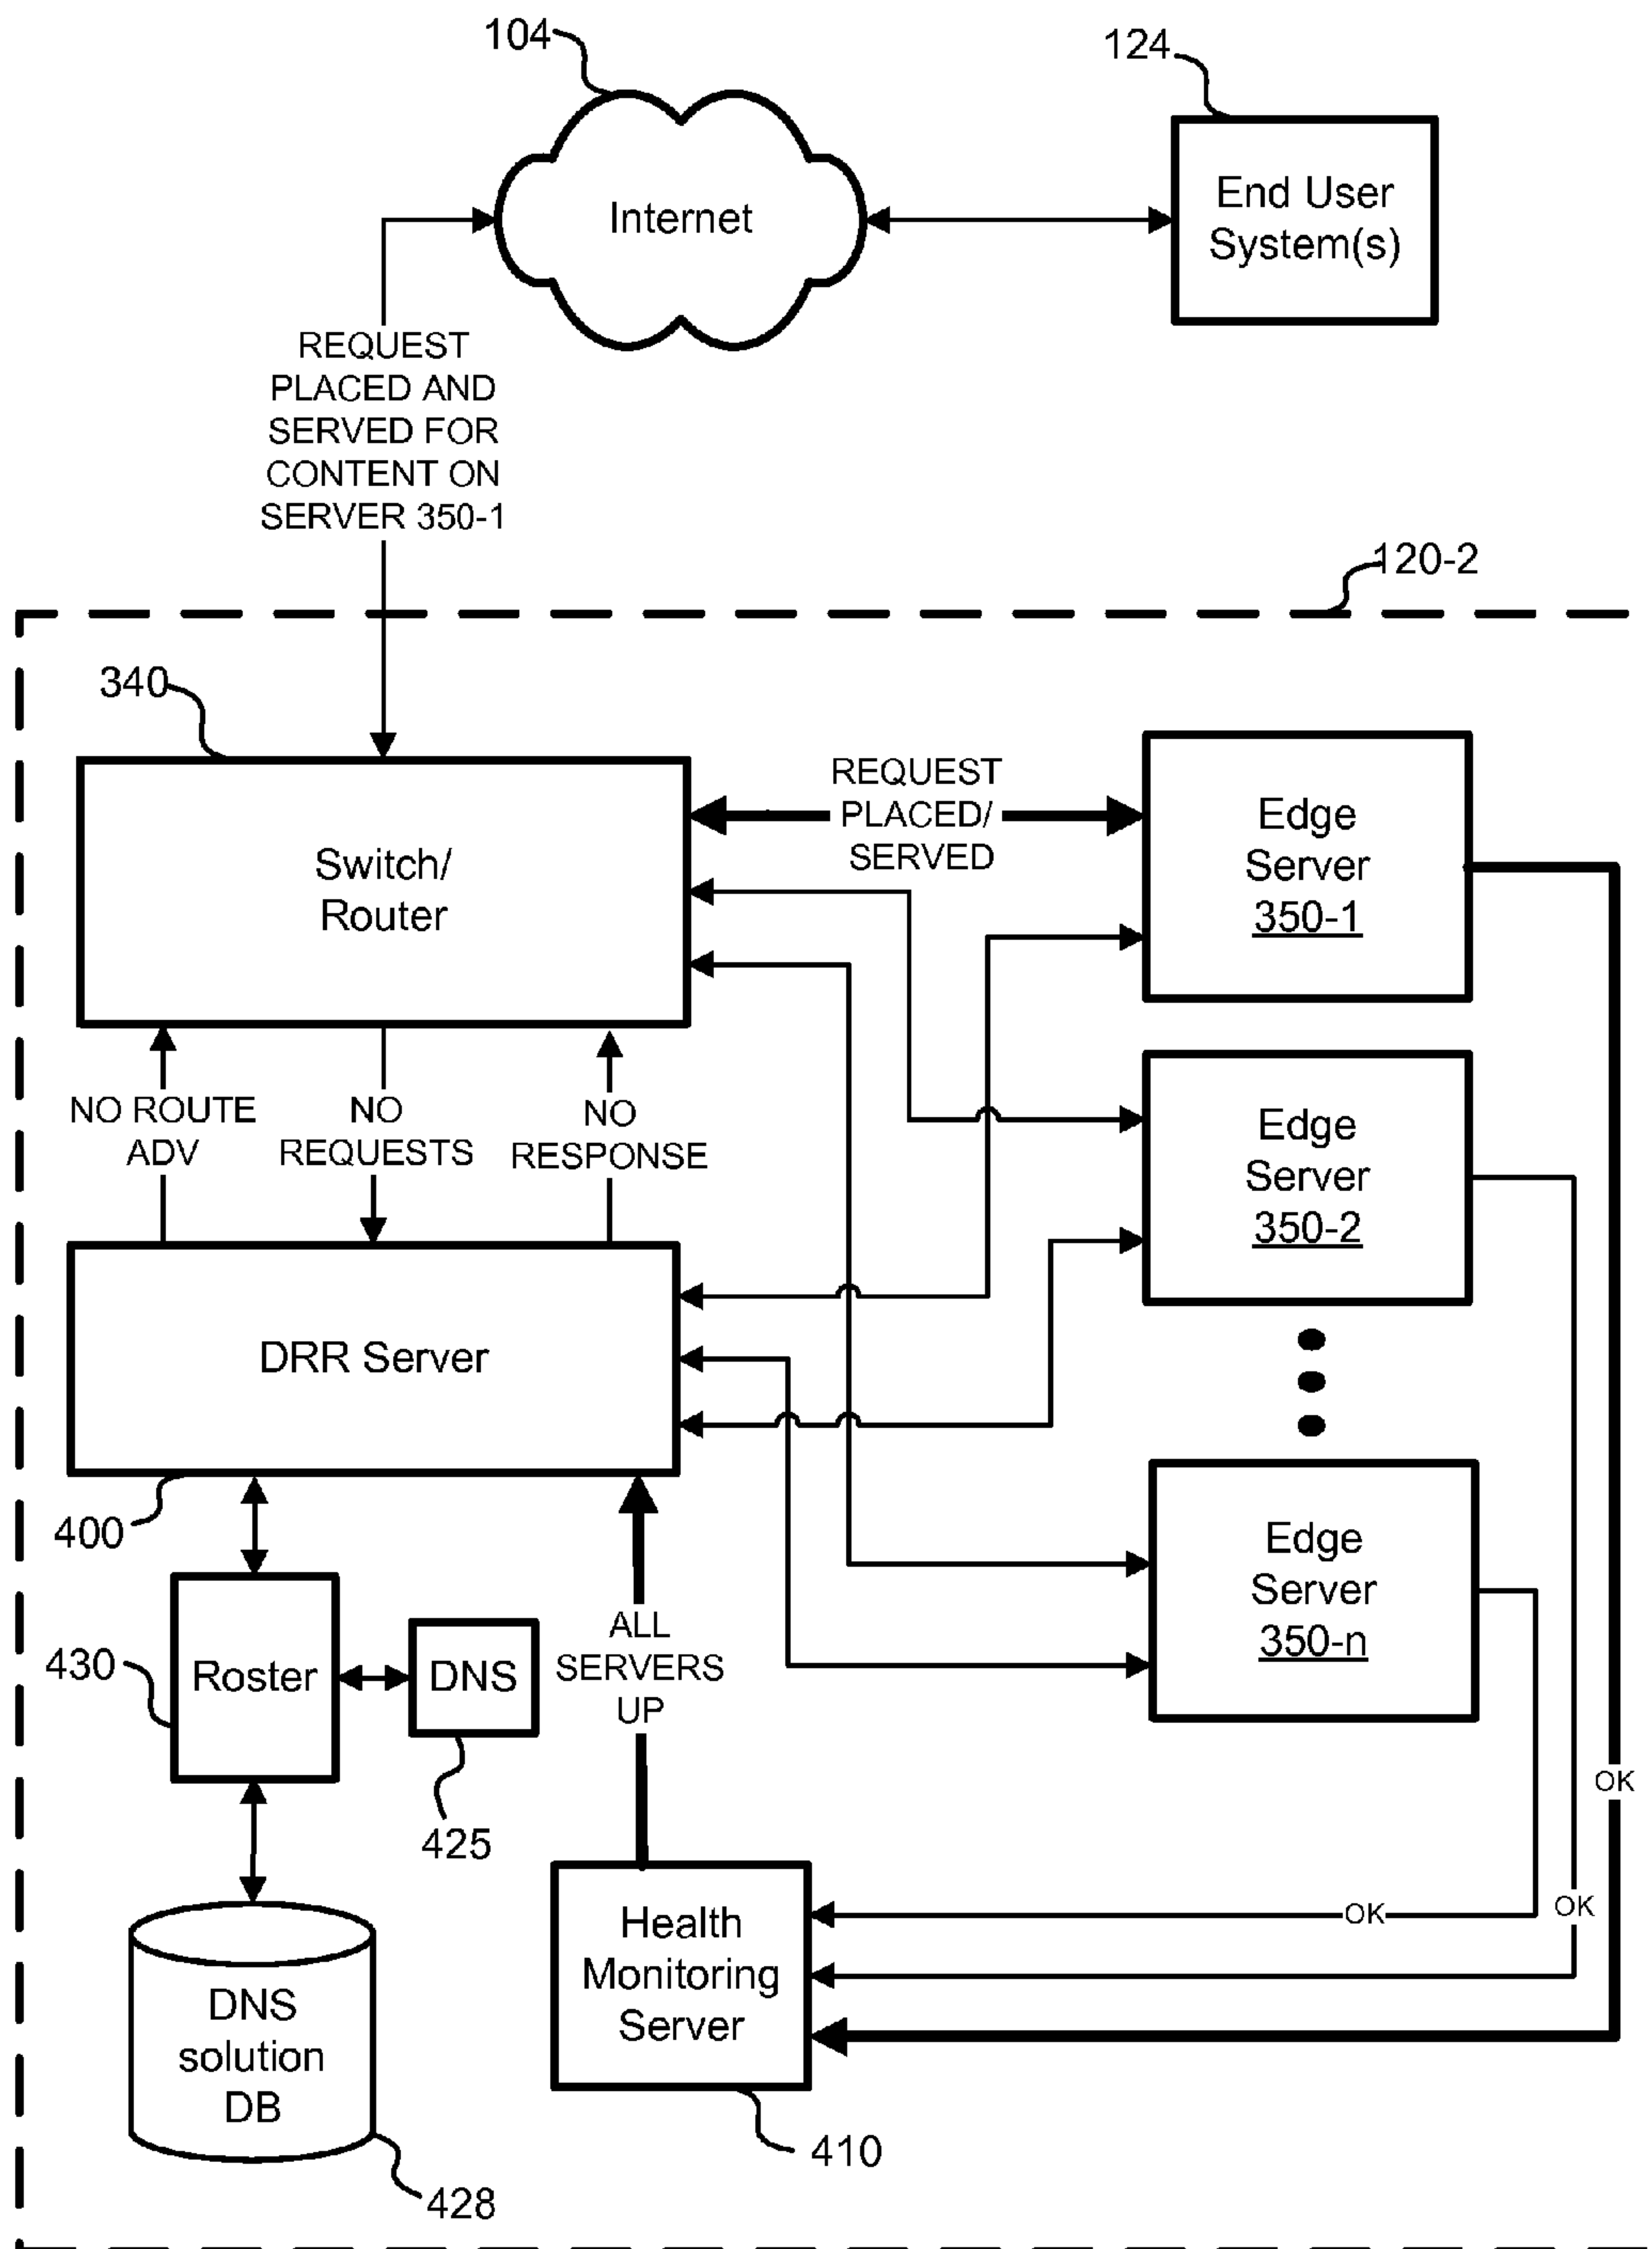 104
124
Internet
End User
System(s)
REQUEST
PLACED AND
SERVED FOR
CONTENT ON
SERVER 350-1
120-2
340
Switch/
Router
REQUEST
PLACED/
SERVED
Edge
Server
350-1
NO ROUTE
ADV
NO
REQUESTS
NO
RESPONSE
Edge
Server
350-2
DRR Server
400
Edge
Server
350-n
430
Roster
DNS
425
ALL
SERVERS
UP
OK
OK
OK
Health
Monitoring
Server
410
DNS
solution
DB
428